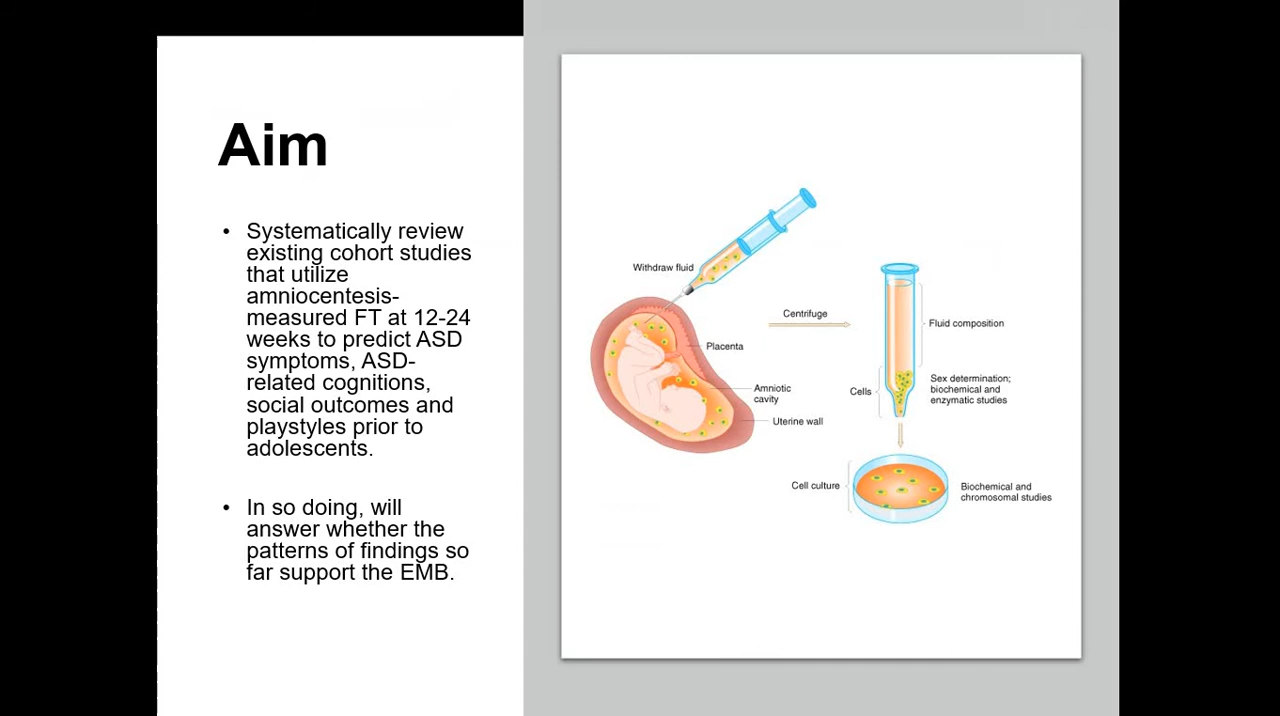 Aim
• Systematically review
existing cohort studies
that utilize
amniocentesis-
measured FT at 12-24
weeks to predict ASD
symptoms, ASD-
related cognitions,
social outcomes and
playstyles prior to
adolescents.
• In so doing, will
answer whether the
patterns of findings so
far support the EMB.
Withdraw fluid
Centrifuge
Placenta
Amniotic
cavity
Uterine wall
Fluid composition
Cells
Sex determination;
biochemical and
enzymatic studies
Cell culture
Biochemical and
chromosomal studies